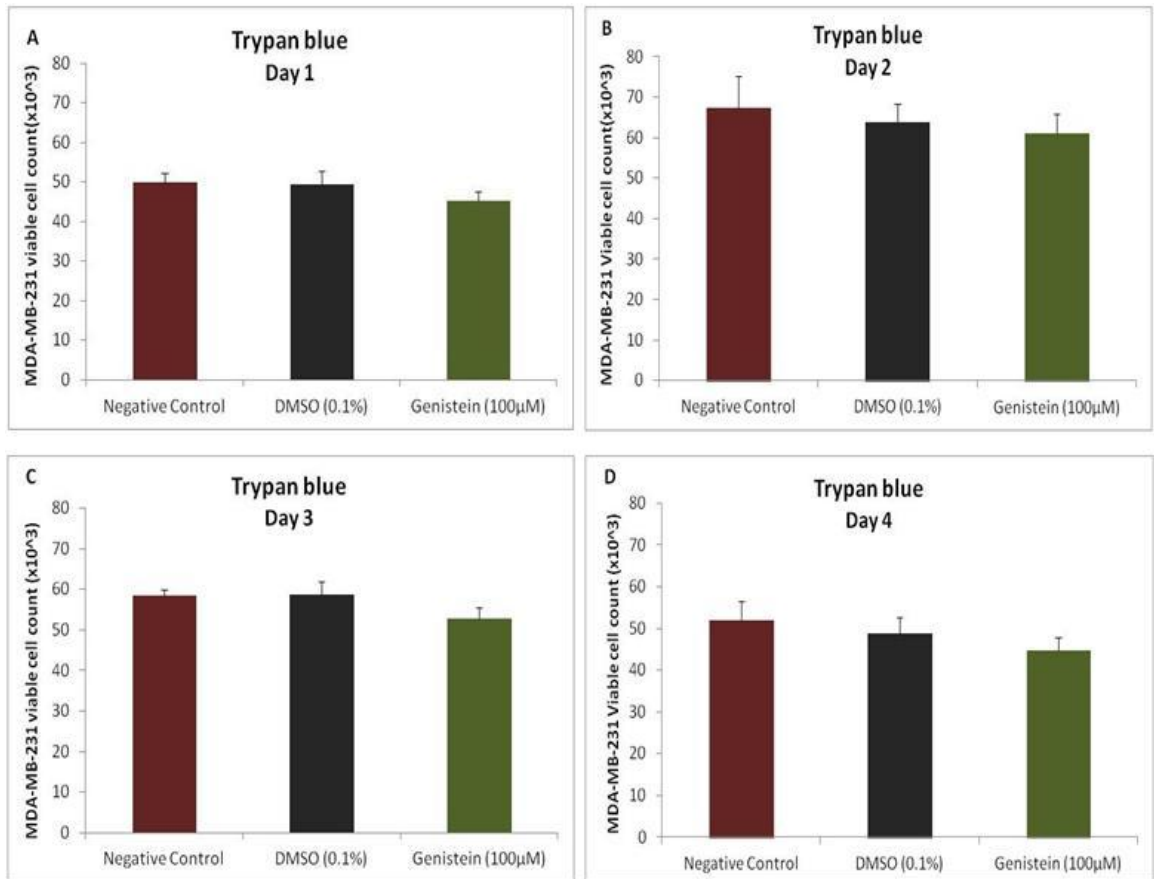 A
Trypan blue
Day 1
MDA-MB-231 viable cell count(x10^3)
80
70
60
50
40
30
20
10
0
Negative Control
DMSO (0.1%)
Genistein (100μM)
B
Trypan blue
Day 2
MDA-MB-231 Viable cell count(x10^3)
80
70
60
50
40
30
20
10
0
Negative Control
DMSO (0.1%)
Genistein (100μM)
C
Trypan blue
Day 3
MDA-MB-231 viable cell count (x10^3)
80
70
60
50
40
30
20
10
0
Negative Control
DMSO (0.1%)
Genistein (100μM)
D
Trypan blue
Day 4
MDA-MB-231 Viable cell count (x10^3)
80
70
60
50
40
30
20
10
0
Negative Control
DMSO (0.1%)
Genistein (100μM)